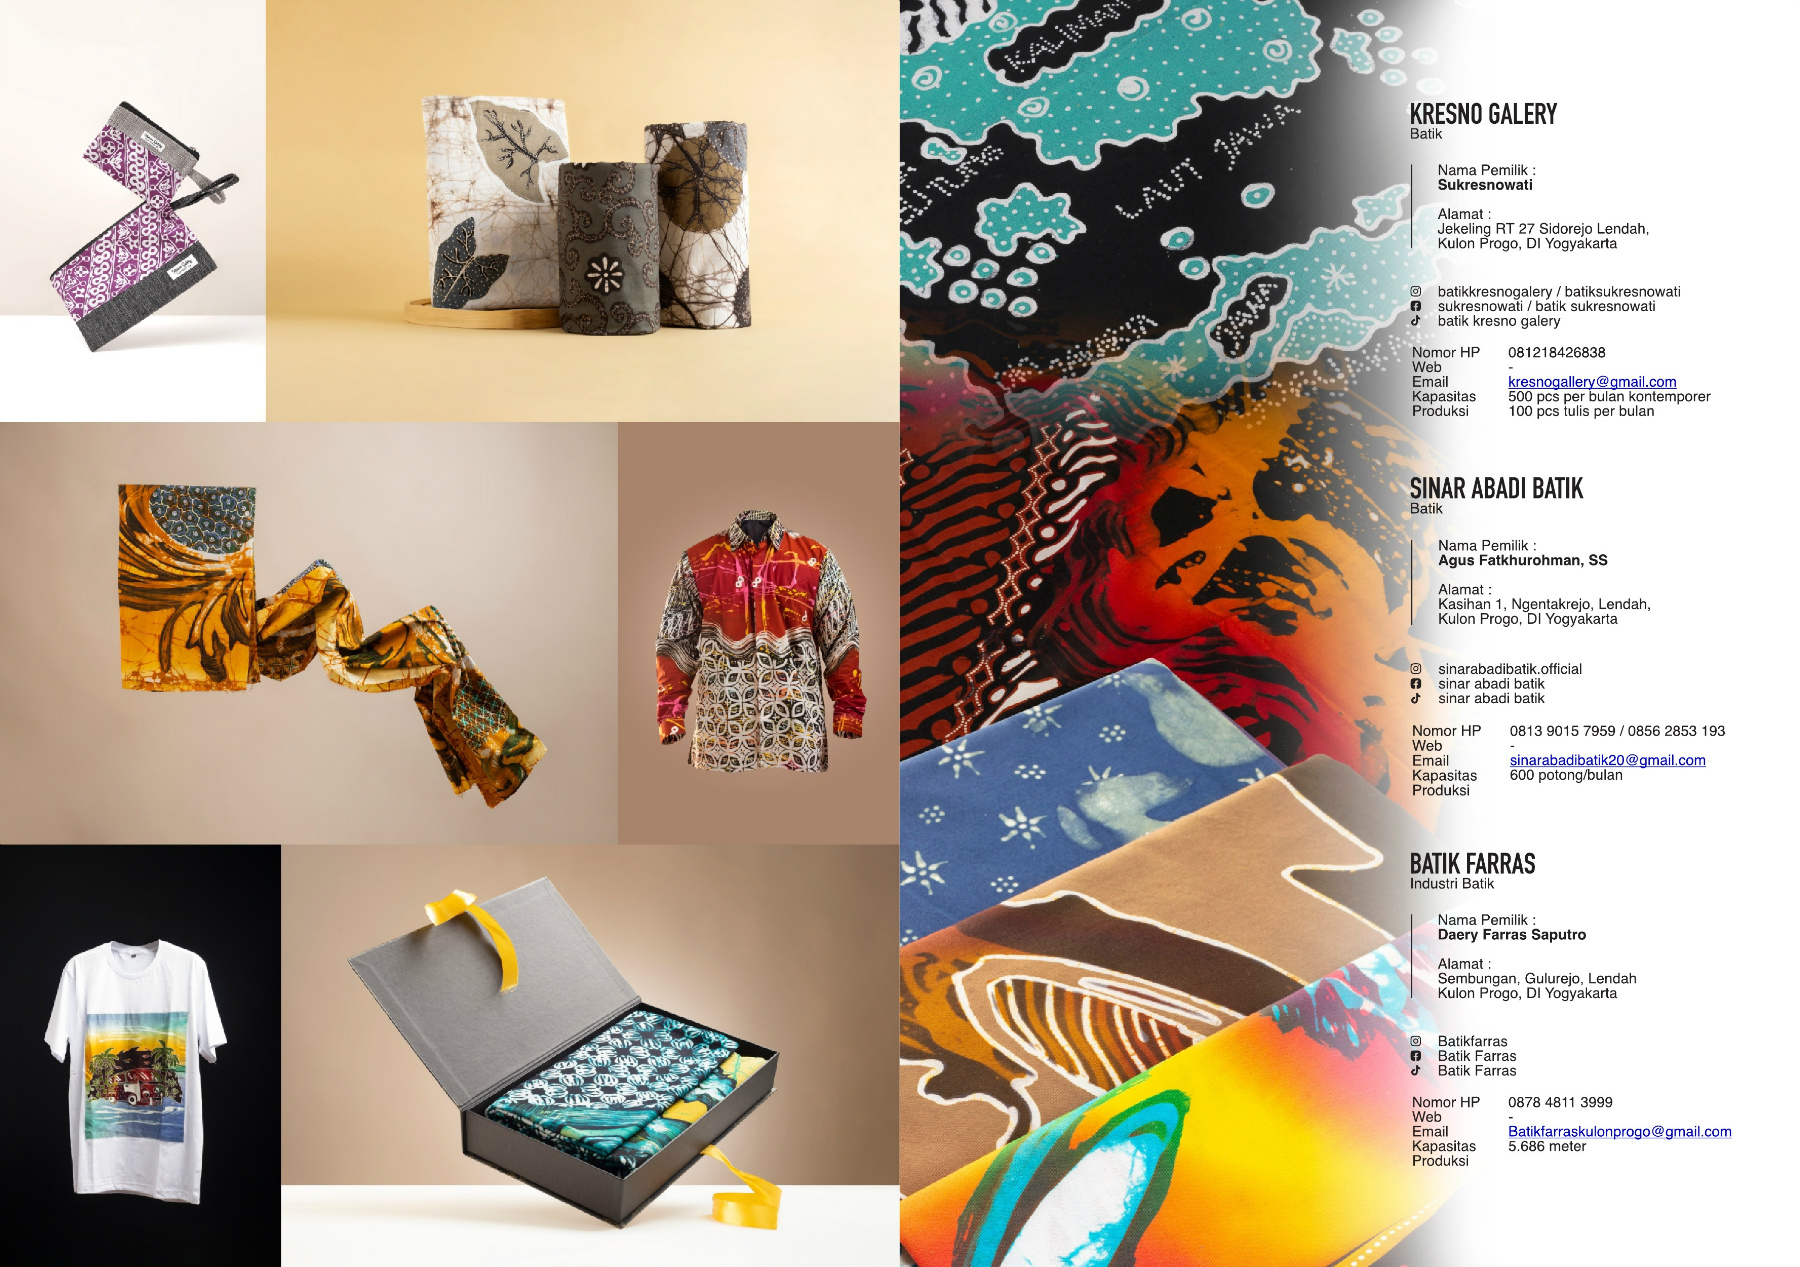 KALIMAN
LAUT JAWA
KRESNO GALERY
Batik
Nama Pemilik :
Sukresnowati
Alamat :
Jekeling RT 27 Sidorejo Lendah,
Kulon Progo, DI Yogyakarta
batikkresnogalery / batiksukresnowati
sukresnowati / batik sukresnowati
batik kresno galery
Nomor HP 081218426838
Web -
Email kresnogallery@gmail.com
Kapasitas 500 pcs per bulan kontemporer
Produksi 100 pcs tulis per bulan
SINAR ABADI BATIK
Batik
Nama Pemilik :
Agus Fatkhurohman, SS
Alamat :
Kasihan 1, Ngentakrejo, Lendah,
Kulon Progo, DI Yogyakarta
sinarabadibatik.official
sinar abadi batik
sinar abadi batik
Nomor HP 0813 9015 7959 / 0856 2853 193
Web -
Email sinarabadibatik20@gmail.com
Kapasitas 600 potong/bulan
Produksi
BATIK FARRAS
Industri Batik
Nama Pemilik :
Daery Farras Saputro
Alamat :
Sembungan, Gulurejo, Lendah
Kulon Progo, DI Yogyakarta
Batikfarras
Batik Farras
Batik Farras
Nomor HP 0878 4811 3999
Web -
Email Batikfarraskulonprogo@gmail.com
Kapasitas 5.686 meter
Produksi